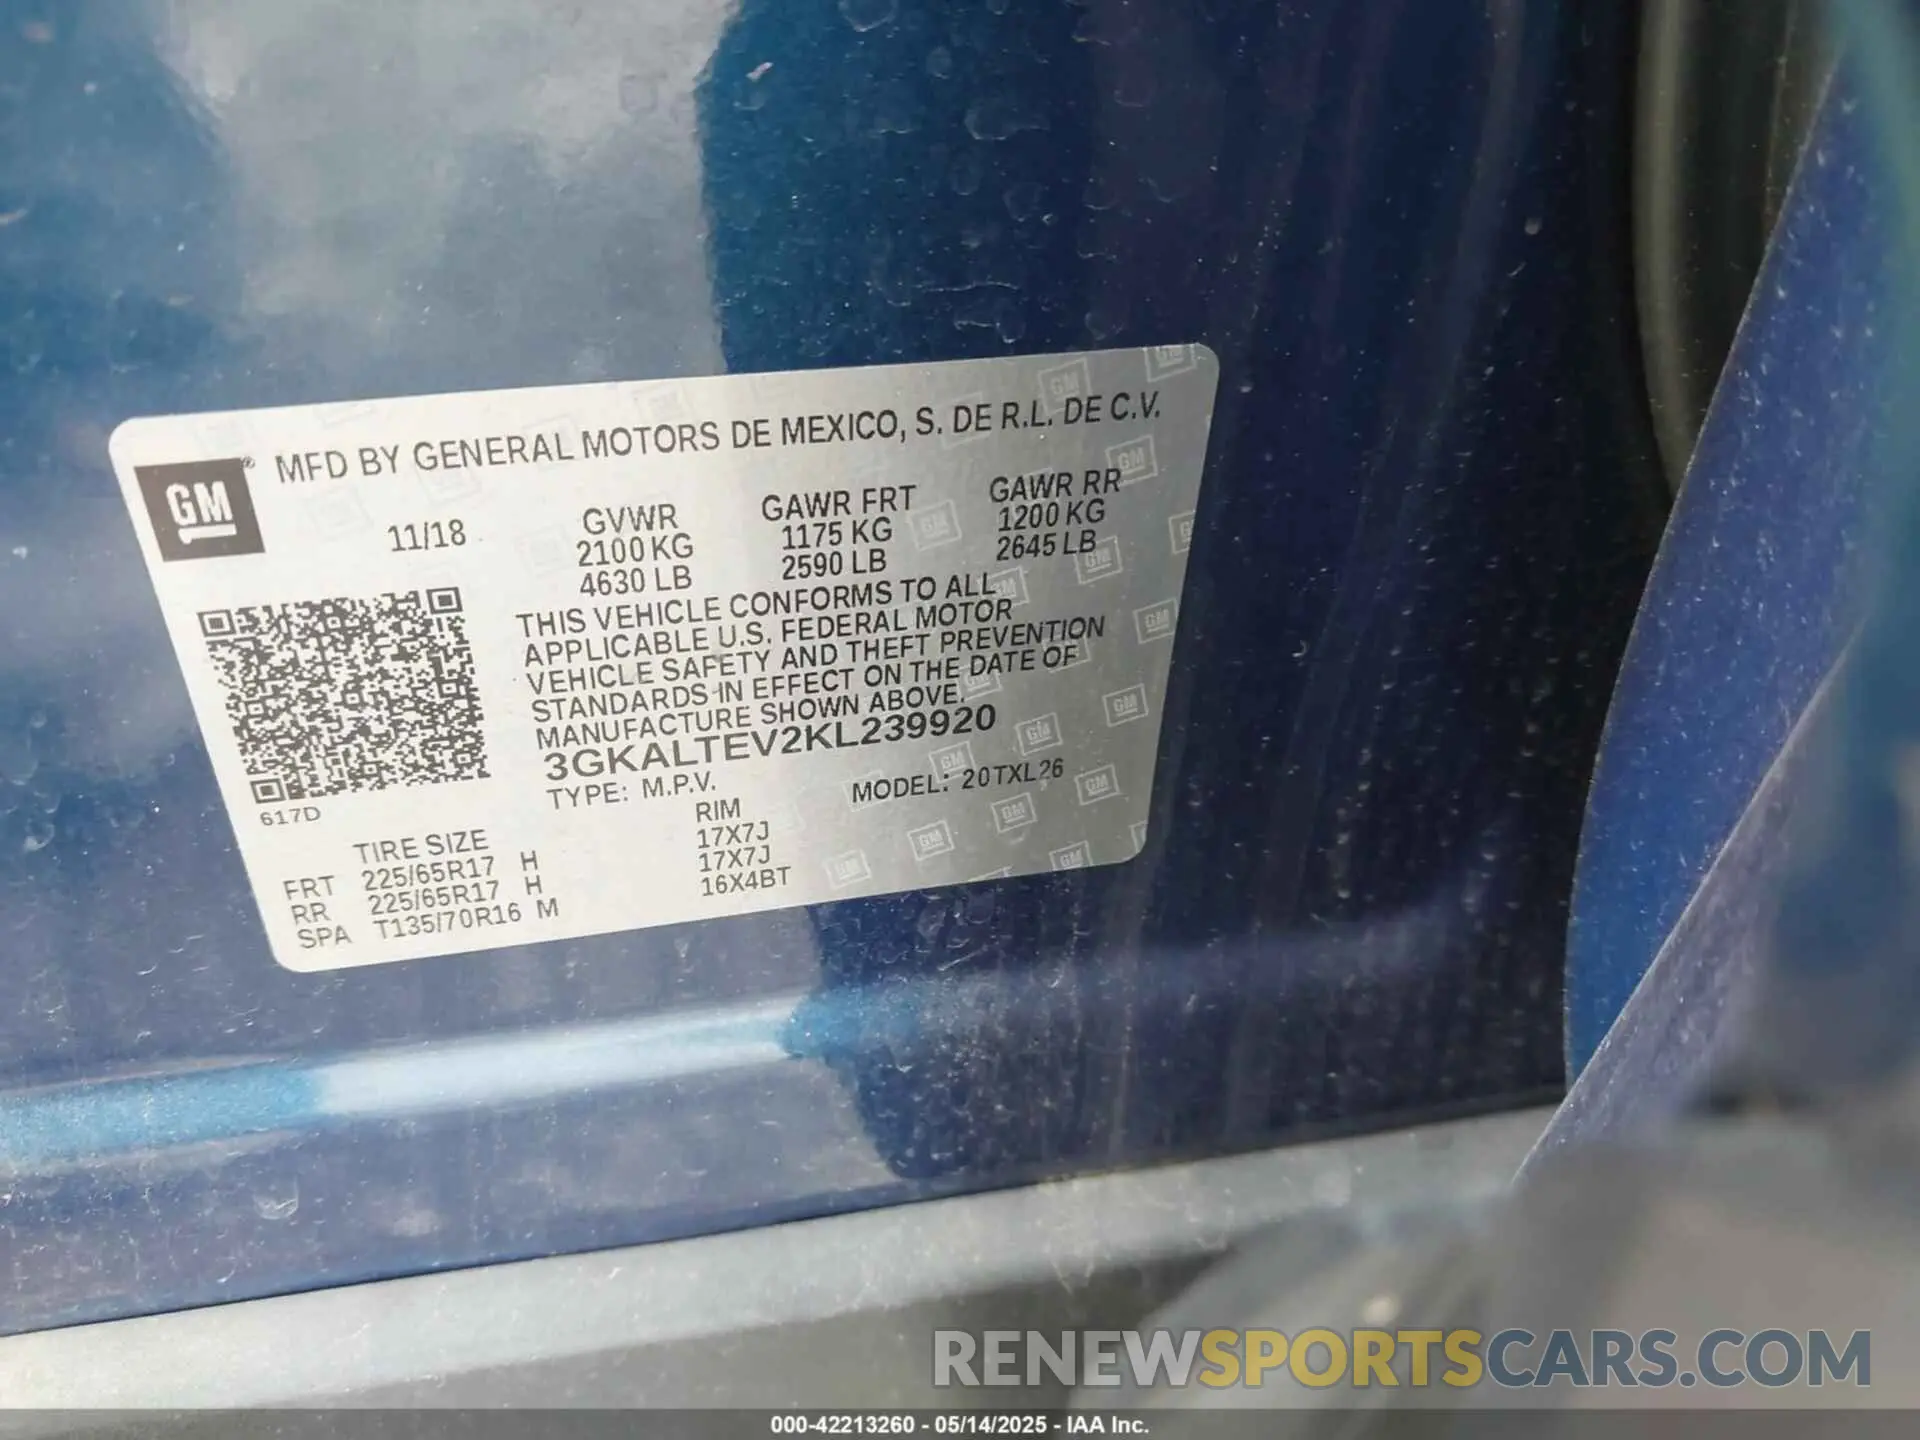 MFD BY GENERAL MOTORS DE MEXICO, S. DE R.L. DE C.V.
GM®
11/18
GVWR GAWR FRT GAWR RR
2100 KG 1175 KG 1200 KG
4630 LB 2590 LB 2645 LB
THIS VEHICLE CONFORMS TO ALL
APPLICABLE U.S. FEDERAL MOTOR
VEHICLE SAFETY AND THEFT PREVENTION
STANDARDS IN EFFECT ON THE DATE OF
MANUFACTURE SHOWN ABOVE.
3GKALTEV2KL239920
TYPE: M.P.V. MODEL: 20TXL26
617D
TIRE SIZE RIM
FRT 225/65R17 H 17X7J
RR 225/65R17 H 17X7J
SPA T135/70R16 M 16X4BT
RENEWSPORTSCARS.COM
000-42213260 - 05/14/2025 - IAA Inc.